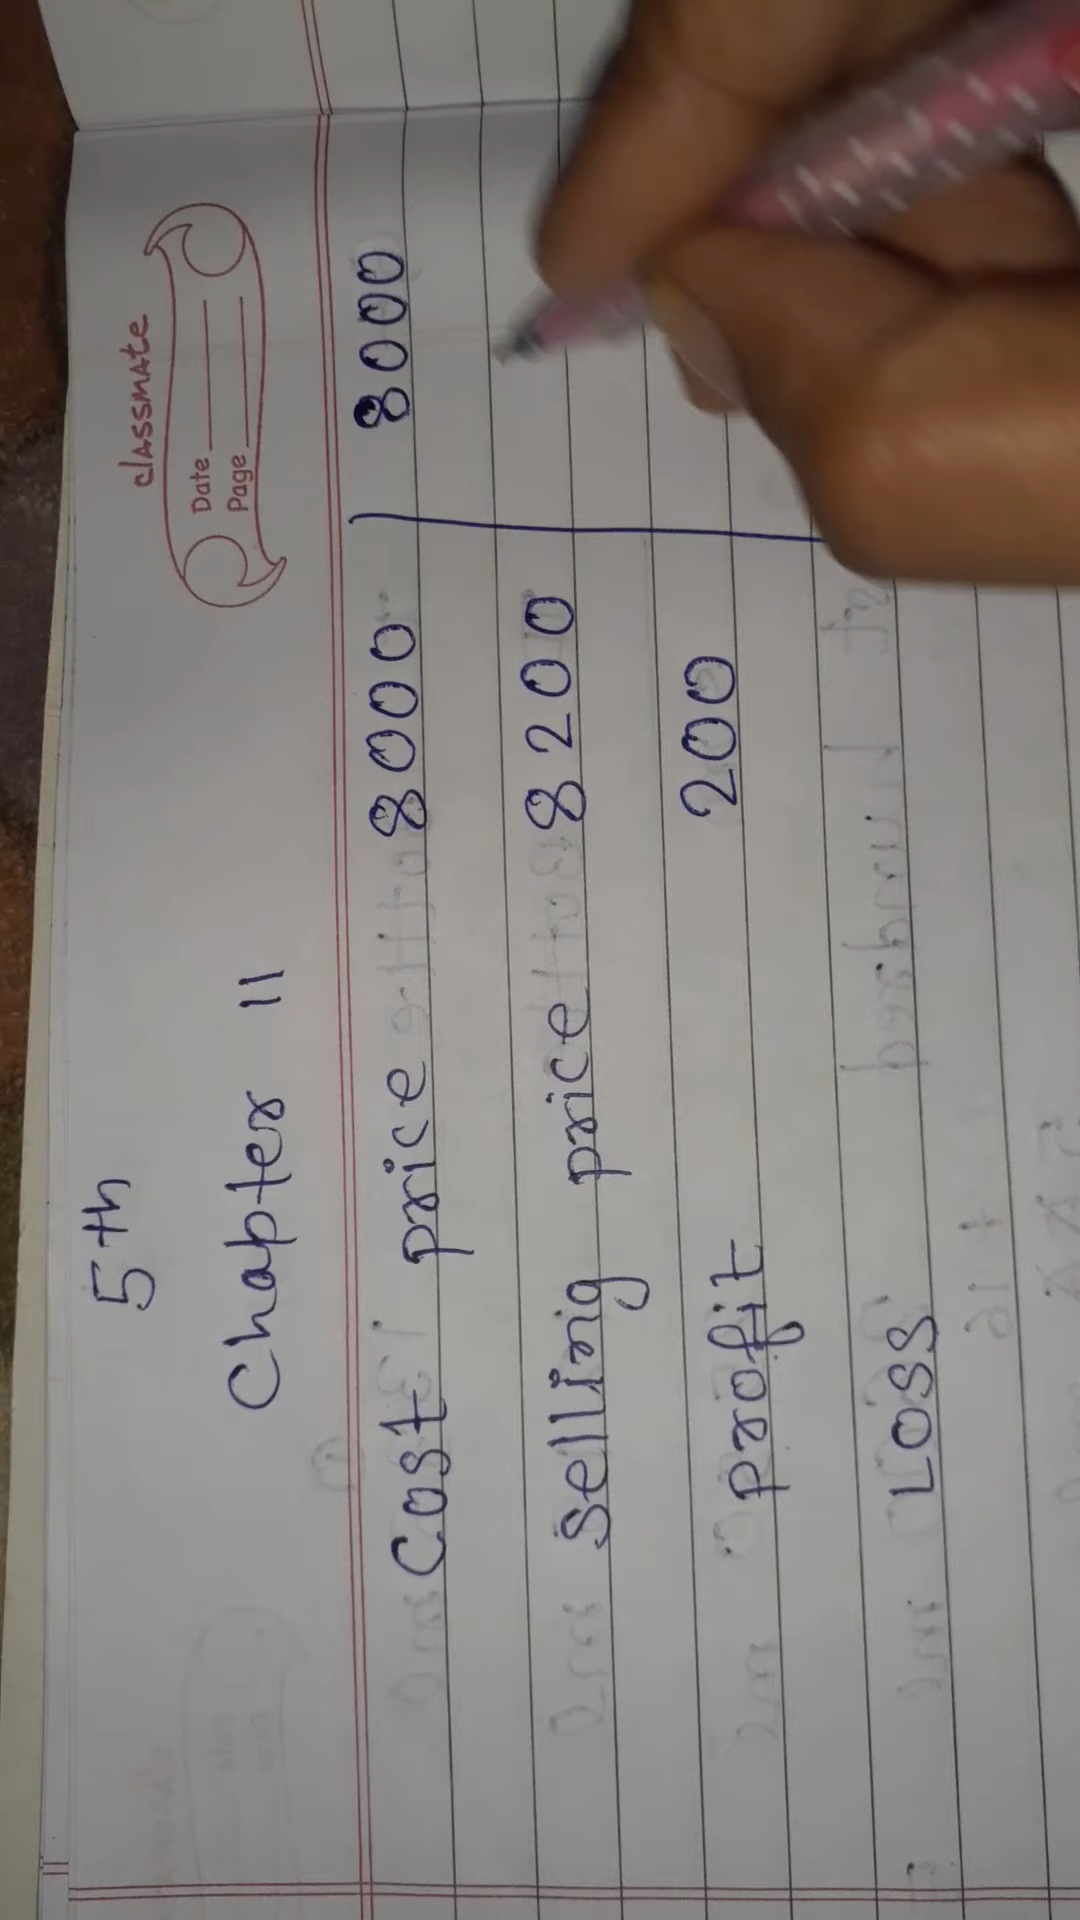 classmate
Date
Page
5th
Chapter 11
Cost price 8000 8000
Selling price 8200
profit 200
Loss